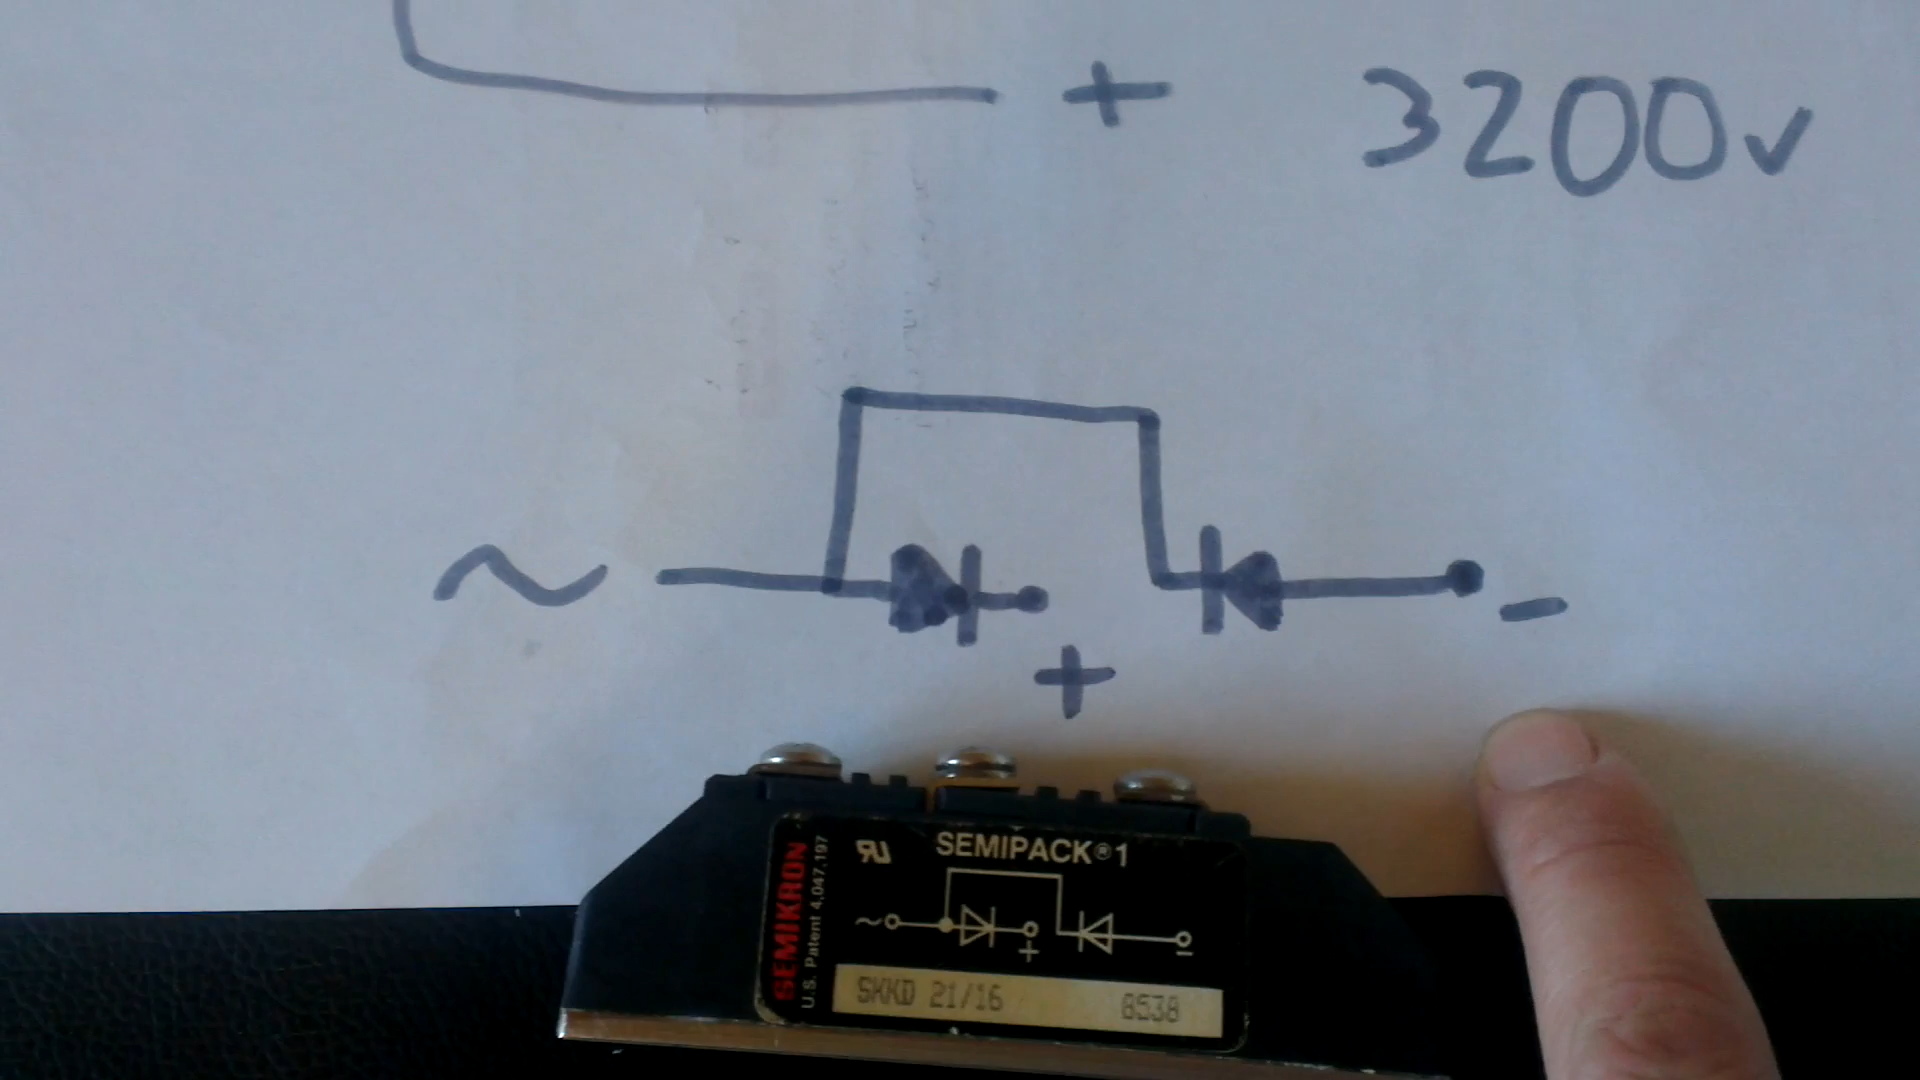 + 3200v
~
-
+
SEMIKRON
U.S. Patent 4,047,197
SEMIPACK®1
~
+
-
SKKD 21/16 8538